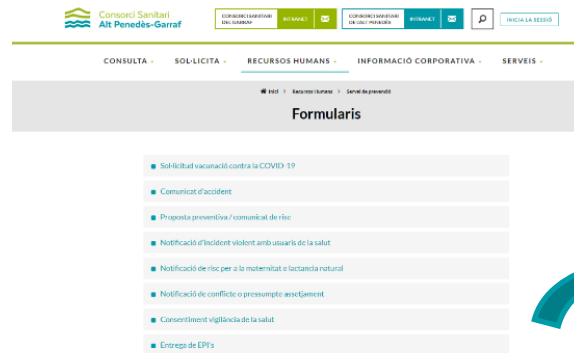 Consorci Sanitari
Alt Penedès-Garraf
CONSORCI SANITARI
DEL GARRAF
INTRANET
CONSORCI SANITARI
DE L'ALT PENEDÈS
INTRANET
INICIA LA SESSIÓ
CONSULTA
SOL·LICITA
RECURSOS HUMANS
INFORMACIÓ CORPORATIVA
SERVEIS
Inici > Recursos Humans > Servei de prevenció
Formularis
Sol·licitud vacunació contra la COVID-19
Comunicat d'accident
Proposta preventiva / comunicat de risc
Notificació d'incident violent amb usuaris de la salut
Notificació de risc per a la maternitat o lactancia natural
Notificació de conflicte o pressumpte assetjament
Consentiment vigilància de la salut
Entrega de EPI's